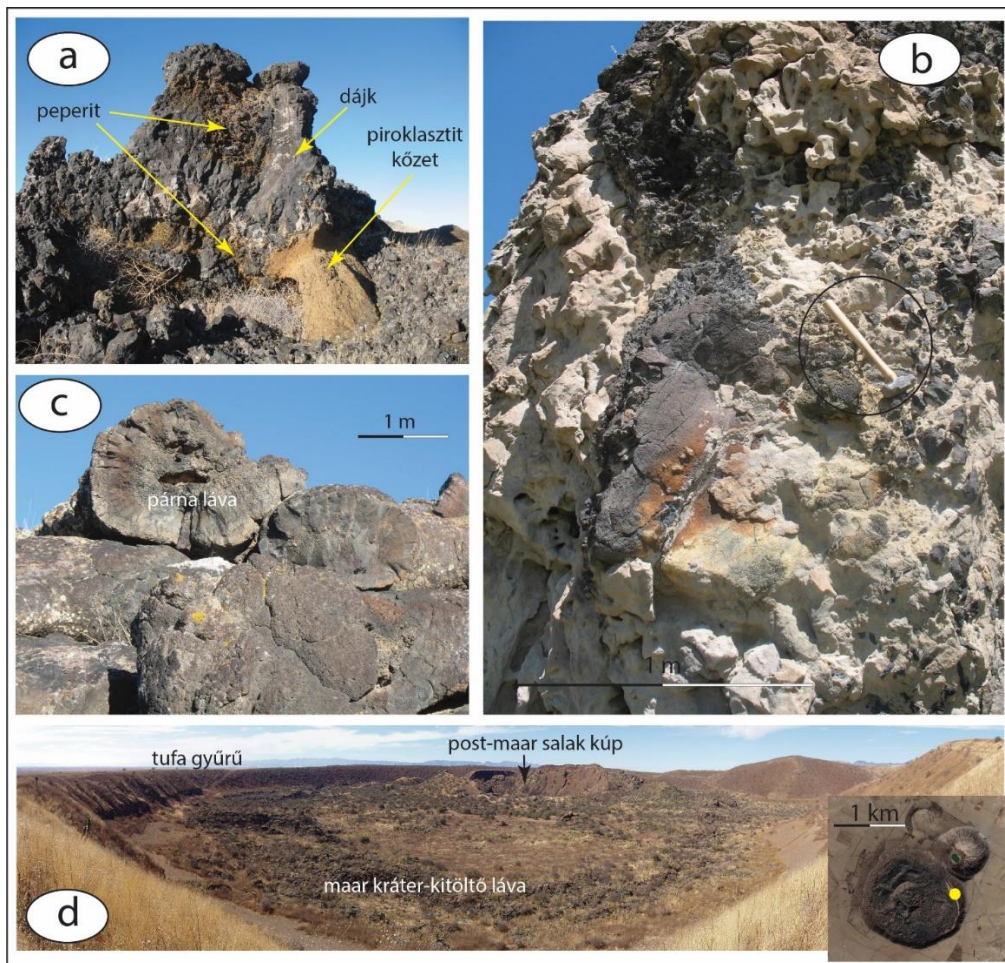 a
peperit
dájk
piroklasztit
kőzet
b
1 m
c
1 m
párna láva
d
tufa gyűrű
post-maar salak kúp
maar kráter-kitöltő láva
1 km